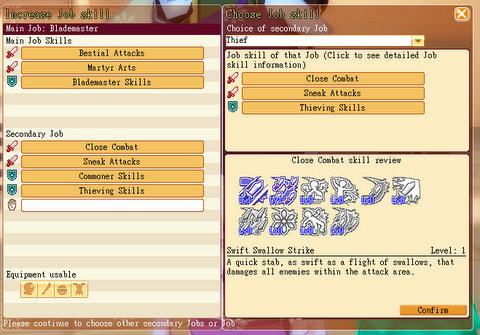 Increase Job skill
Main Job: Blademaster
Main Job Skills
Bestial Attacks
Martyr Arts
Blademaster Skills
Secondary Job
Close Combat
Sneak Attacks
Commoner Skills
Thieving Skills
Equipment usable
Please continue to choose other secondary Jobs or Job
Choose Job skill
Choice of secondary Job
Thief
Job skill of that Job (Click to see detailed Job
skill information)
Close Combat
Sneak Attacks
Thieving Skills
Close Combat skill review
Swift Swallow Strike Level: 1
A quick stab, as swift as a flight of swallows, that
damages all enemies within the attack area.
Confirm